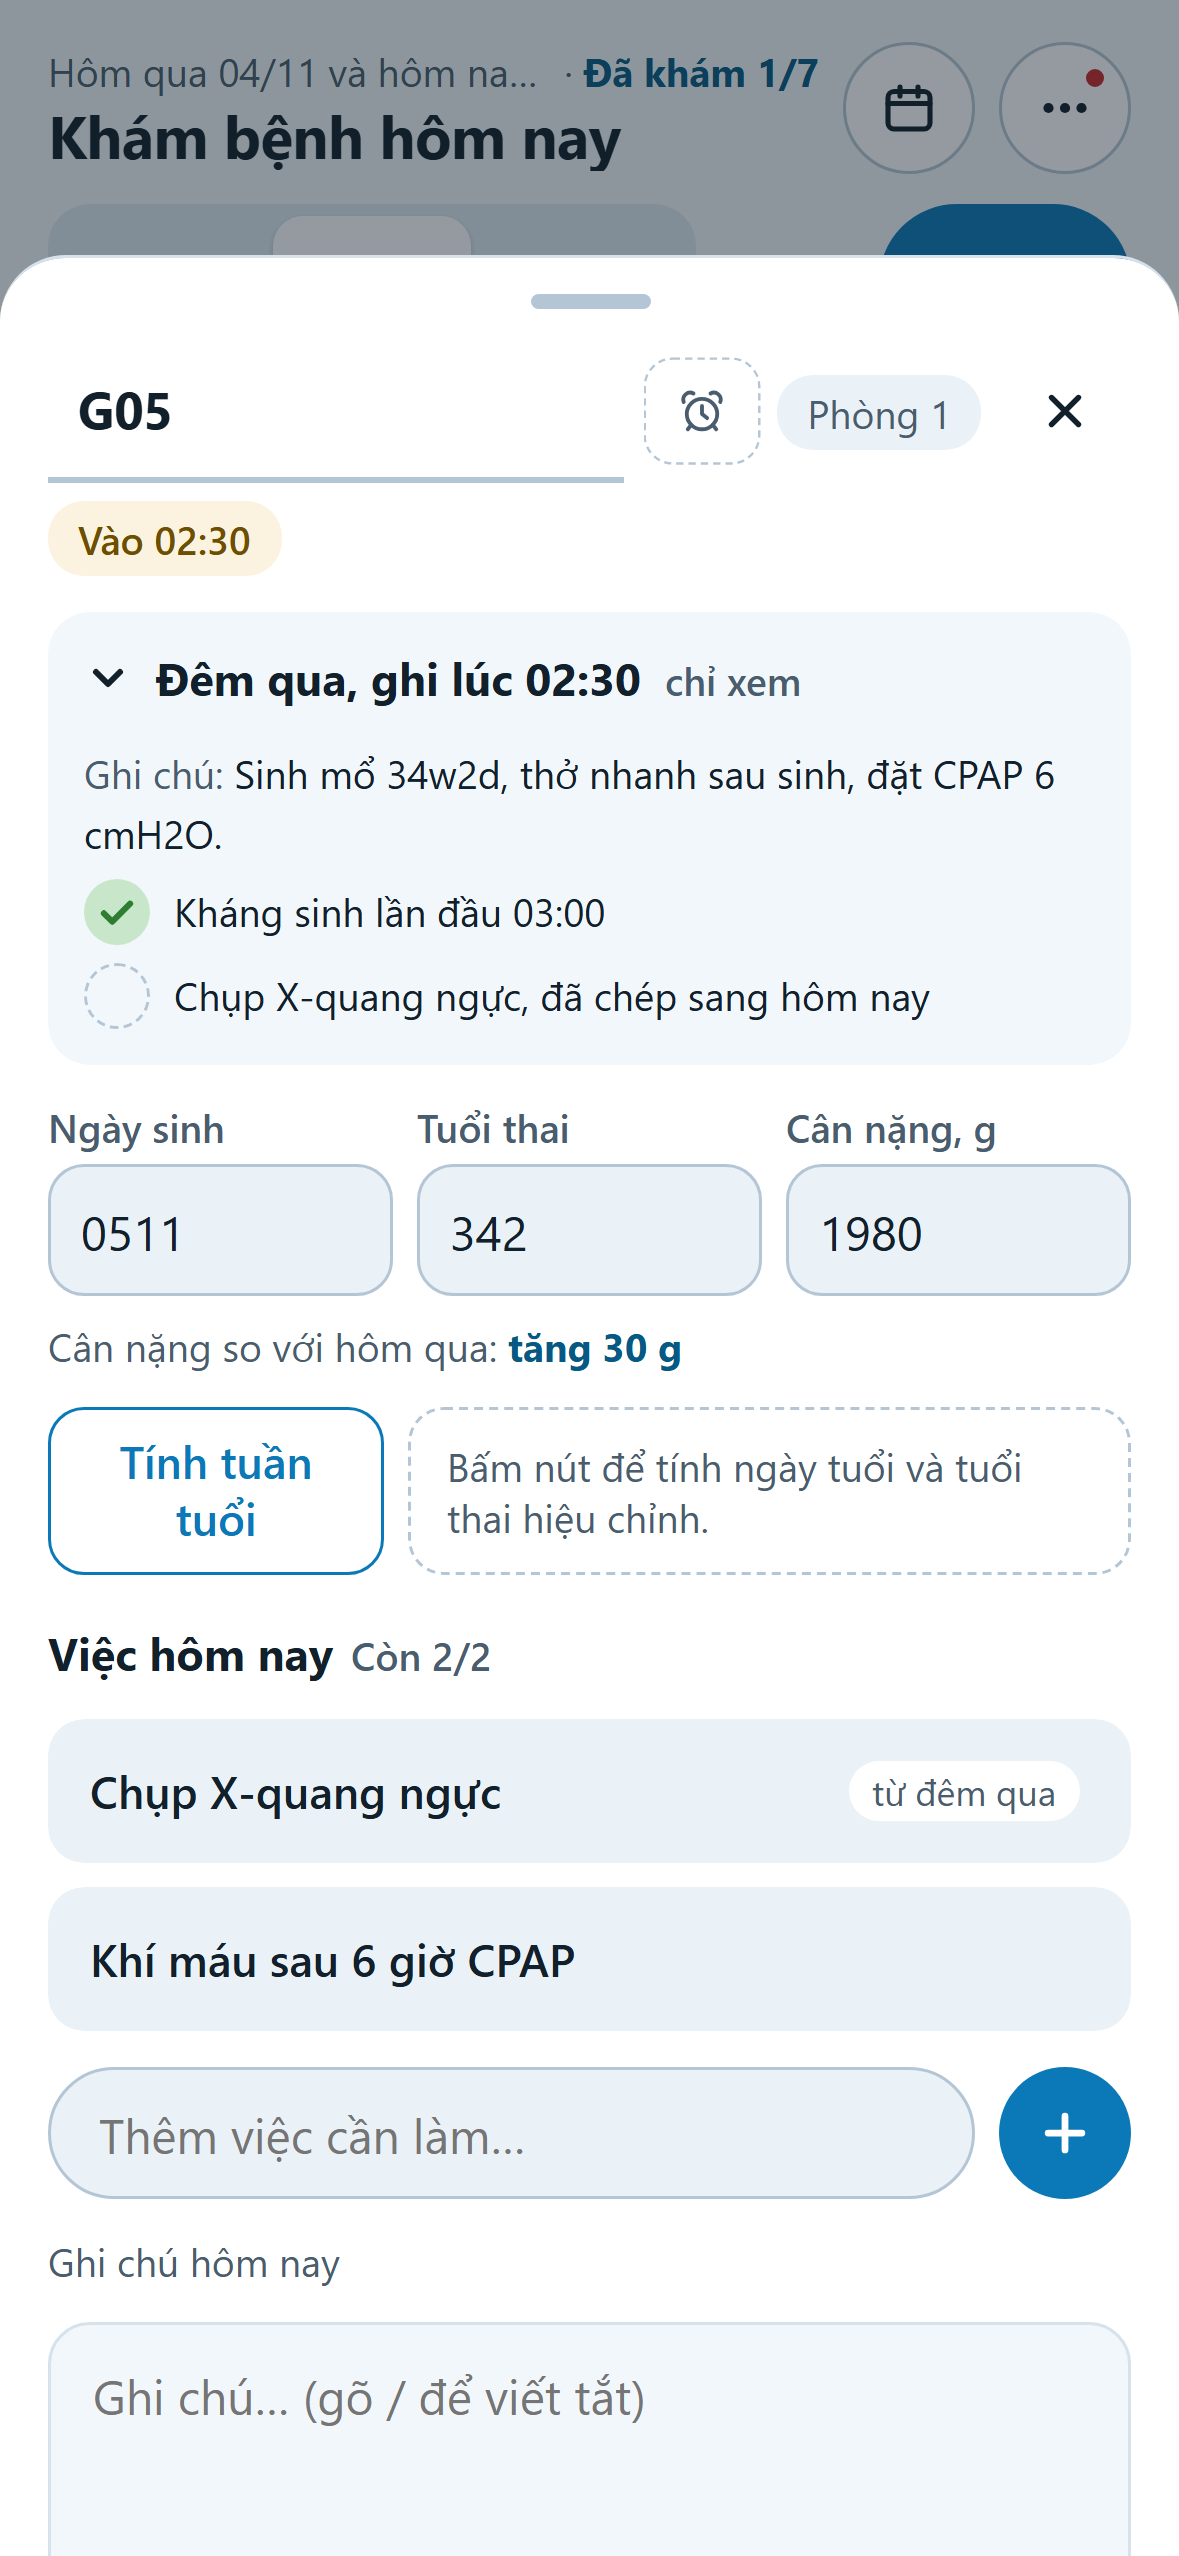 Hôm qua 04/11 và hôm na... · Đã khám 1/7
Khám bệnh hôm nay
G05
Phòng 1
Vào 02:30
Đêm qua, ghi lúc 02:30 chỉ xem
Ghi chú: Sinh mổ 34w2d, thở nhanh sau sinh, đặt CPAP 6
cmH2O.
Kháng sinh lần đầu 03:00
Chụp X-quang ngực, đã chép sang hôm nay
Ngày sinh Tuổi thai Cân nặng, g
0511 342 1980
Cân nặng so với hôm qua: tăng 30 g
Tính tuần
tuổi
Bấm nút để tính ngày tuổi và tuổi
thai hiệu chỉnh.
Việc hôm nay Còn 2/2
Chụp X-quang ngực từ đêm qua
Khí máu sau 6 giờ CPAP
Thêm việc cần làm...
Ghi chú hôm nay
Ghi chú... (gõ / để viết tắt)